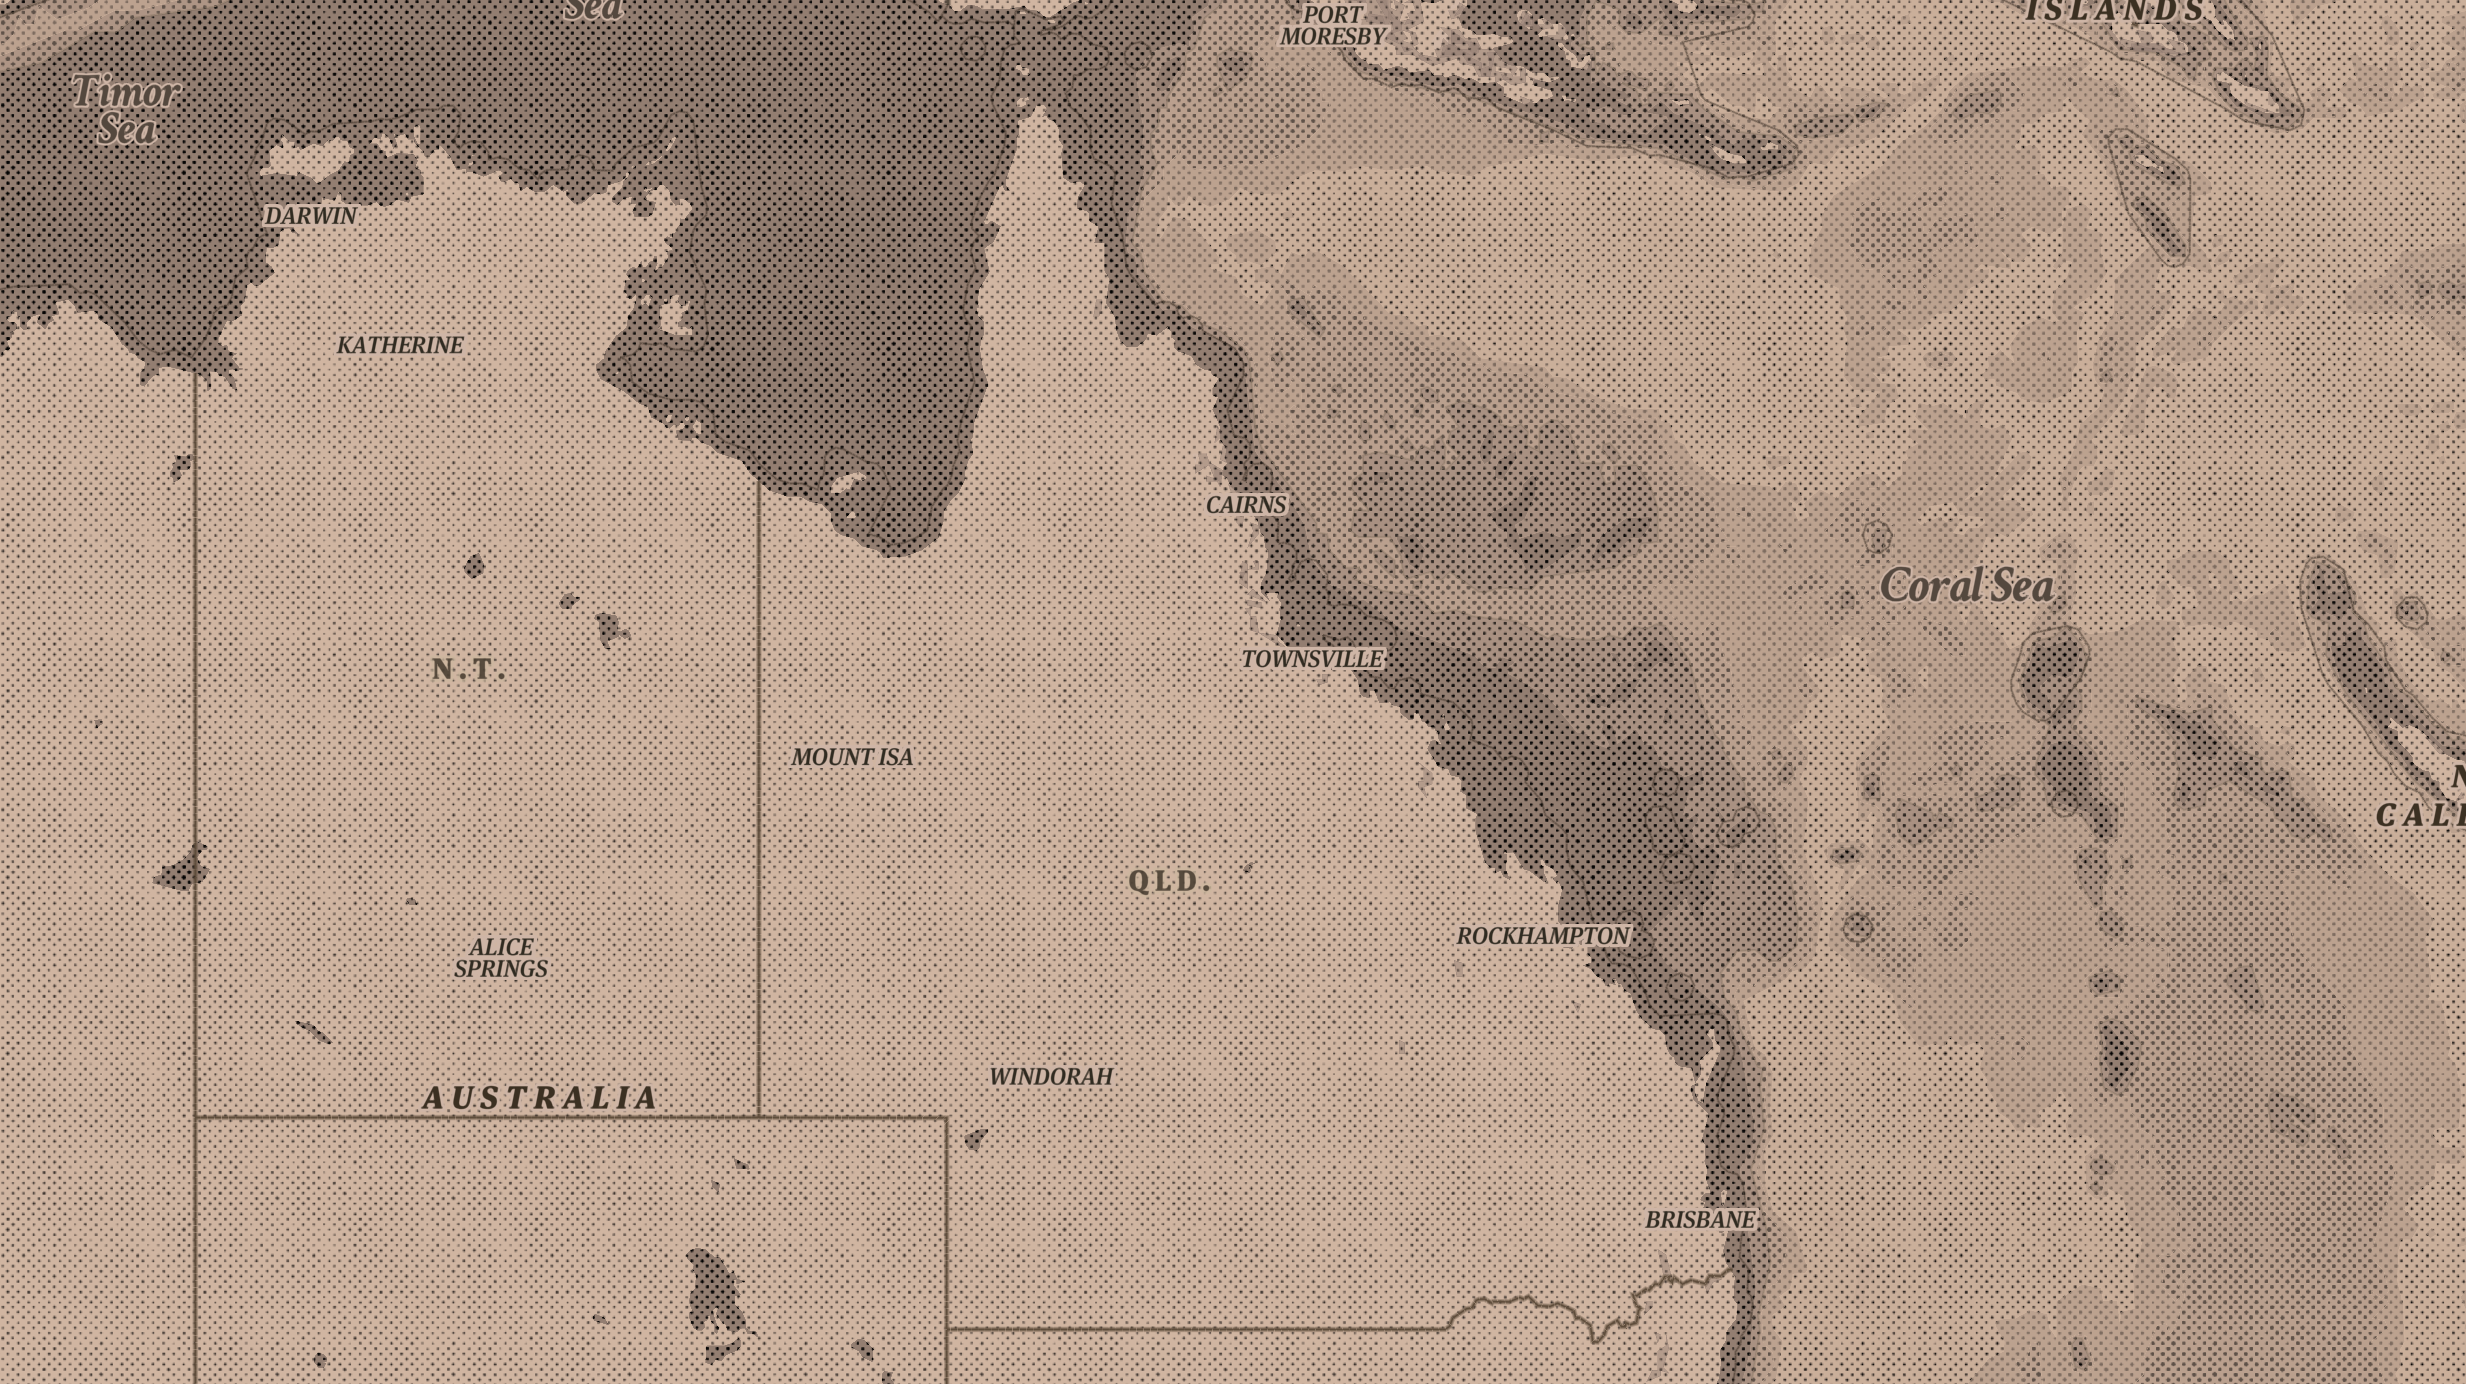 Sea
PORT
MORESBY
ISLANDS
Timor
Sea
DARWIN
KATHERINE
CAIRNS
Coral Sea
TOWNSVILLE
N.T.
MOUNT ISA
N
CALE
QLD.
ROCKHAMPTON
ALICE
SPRINGS
WINDORAH
AUSTRALIA
BRISBANE